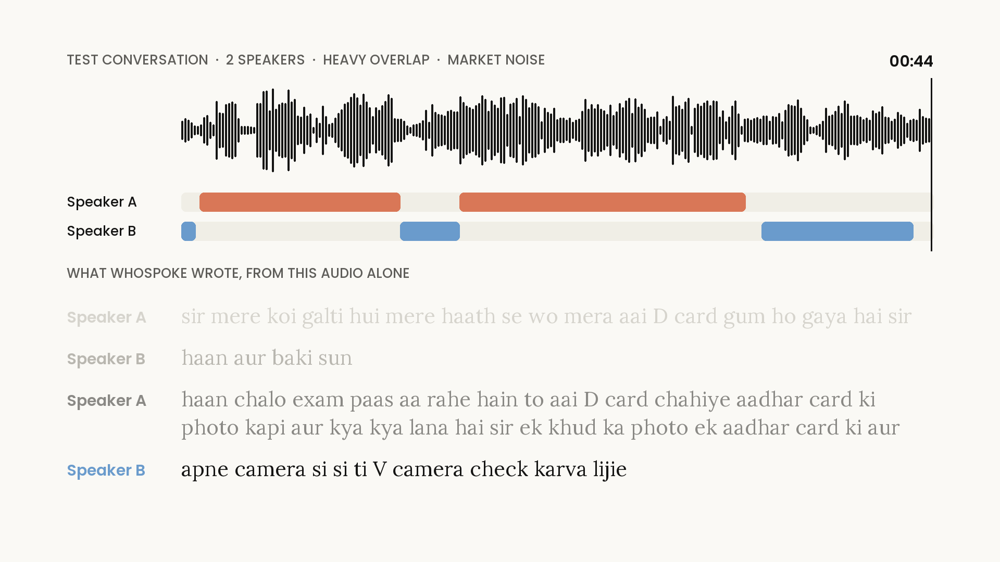 TEST CONVERSATION · 2 SPEAKERS · HEAVY OVERLAP · MARKET NOISE
00:44
Speaker A
Speaker B
WHAT WHOSPOKE WROTE, FROM THIS AUDIO ALONE
Speaker A sir mere koi galti hui mere haath se wo mera aai D card gum ho gaya hai sir
Speaker B haan aur baki sun
Speaker A haan chalo exam paas aa rahe hain to aai D card chahiye aadhar card ki
photo kapi aur kya kya lana hai sir ek khud ka photo ek aadhar card ki aur
Speaker B apne camera si si ti V camera check karva lijie